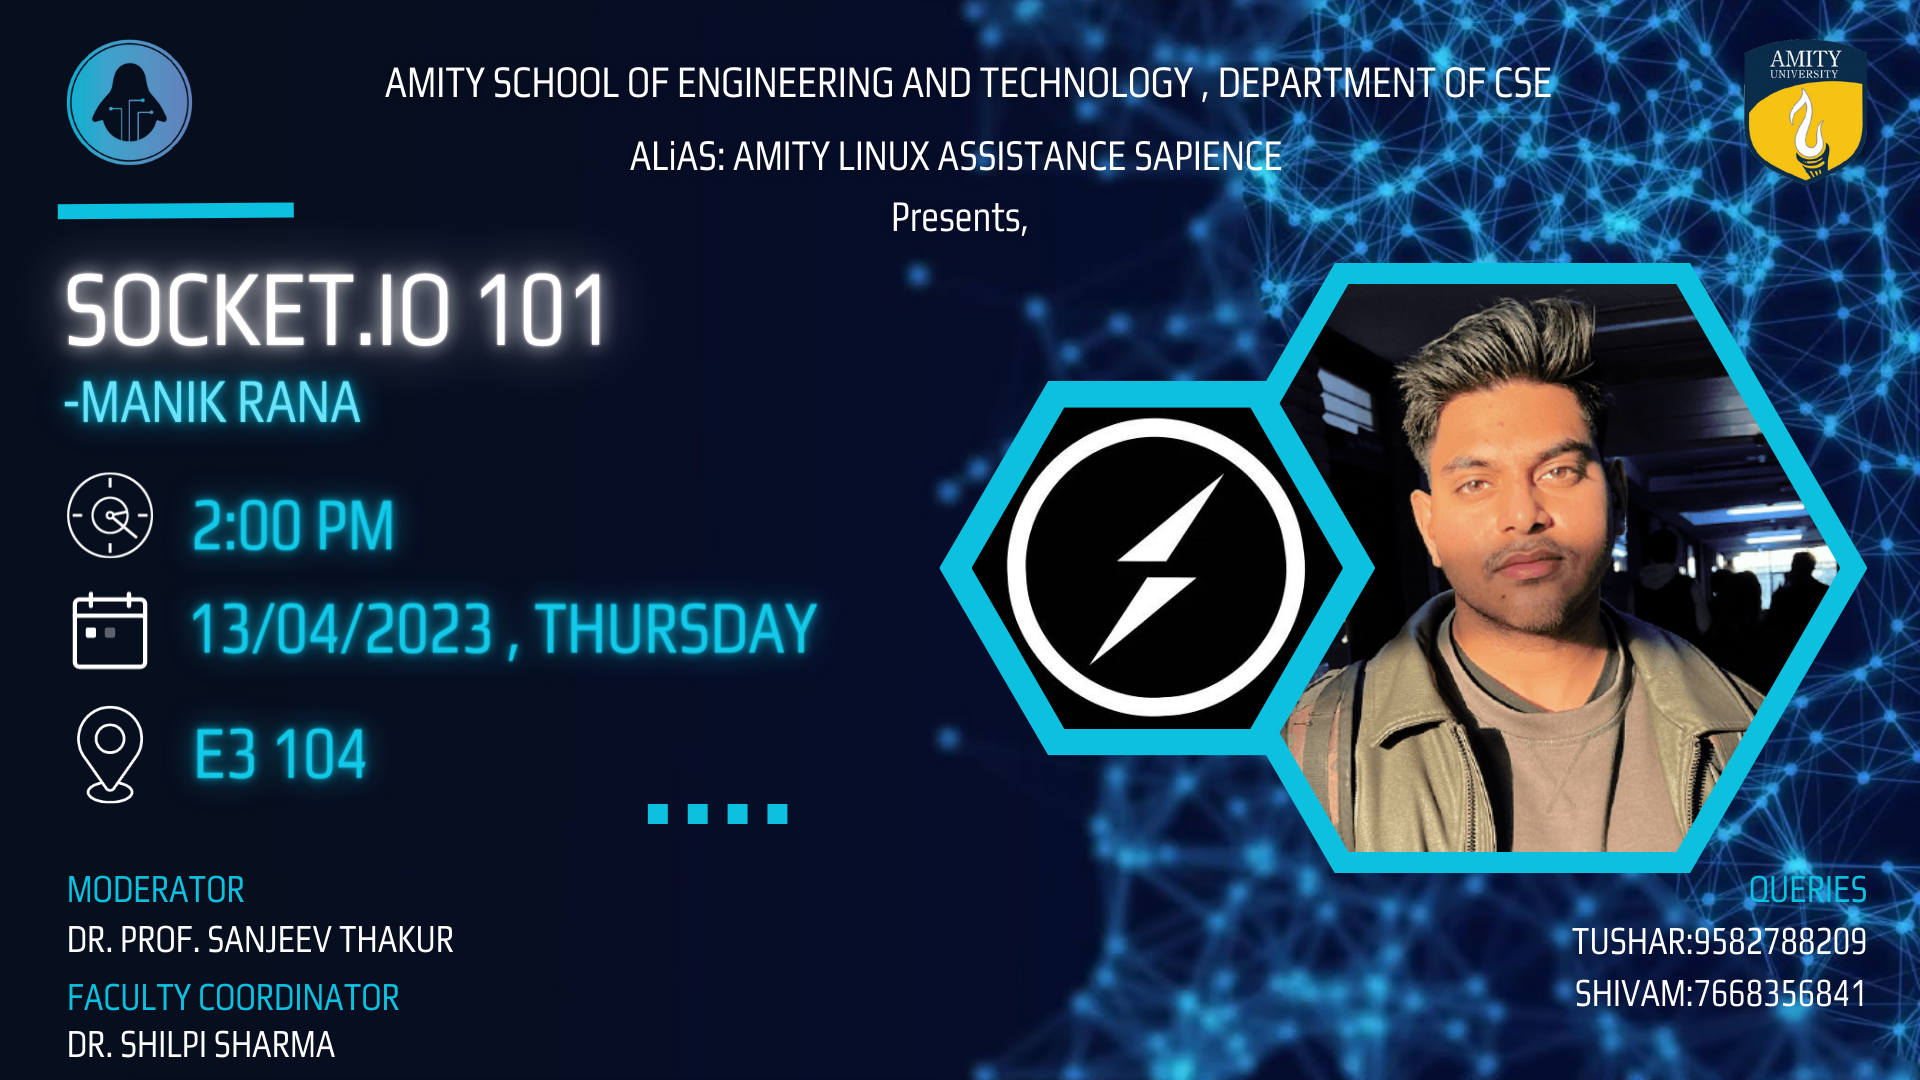 AMITY SCHOOL OF ENGINEERING AND TECHNOLOGY , DEPARTMENT OF CSE
ALiAS: AMITY LINUX ASSISTANCE SAPIENCE
Presents,
AMITY
UNIVERSITY
SOCKET.IO 101
-MANIK RANA
2:00 PM
13/04/2023 , THURSDAY
E3 104
MODERATOR
DR. PROF. SANJEEV THAKUR
FACULTY COORDINATOR
DR. SHILPI SHARMA
QUERIES
TUSHAR:9582788209
SHIVAM:7668356841